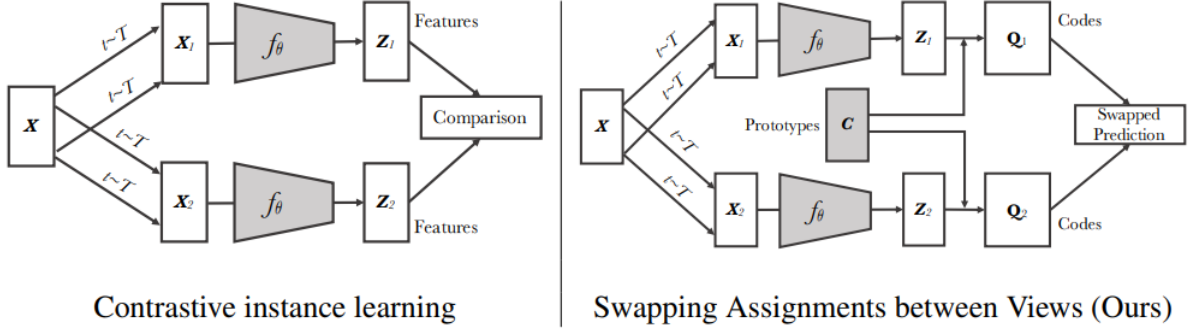 Features
t~T
X₁
fθ
Z₁
t~T
X
Comparison
t~T
t~T
X₂
fθ
Z₂
Features
Contrastive instance learning
Codes
t~T
X₁
fθ
Z₁
Q₁
t~T
X
Prototypes
C
Swapped
Prediction
t~T
t~T
X₂
fθ
Z₂
Q₂
Codes
Swapping Assignments between Views (Ours)